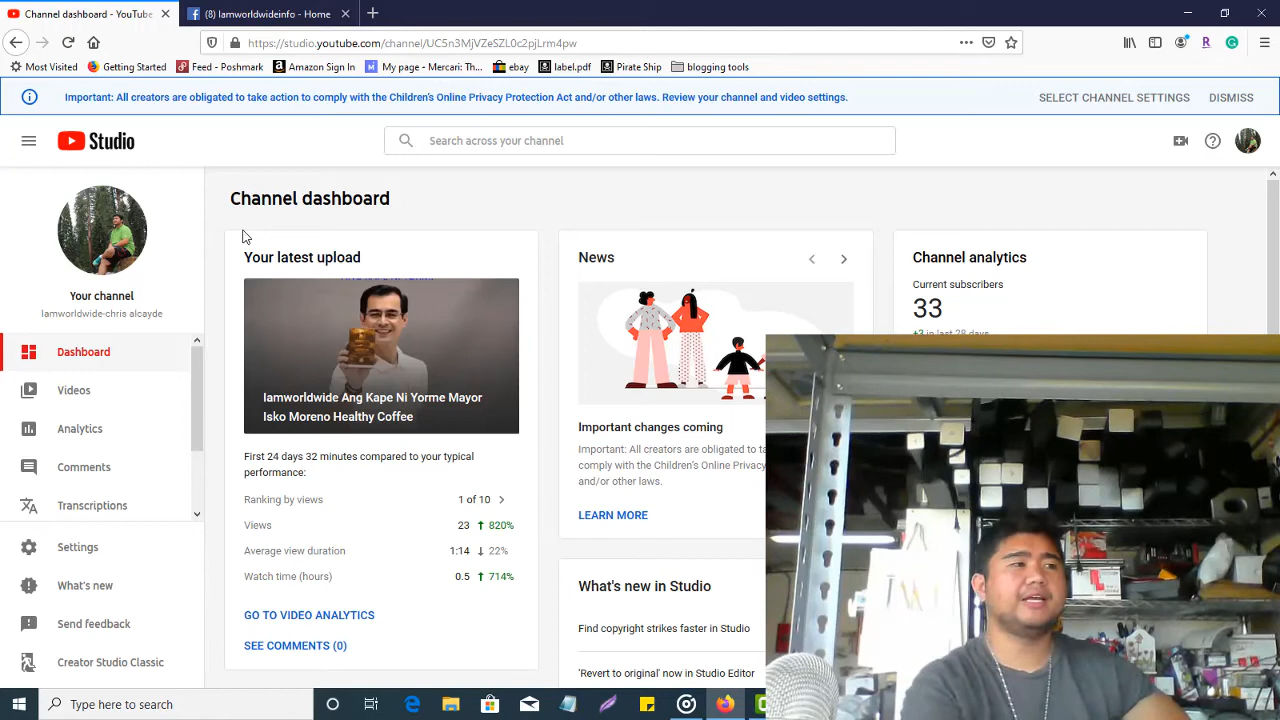 Channel dashboard - YouTube
(8) Iamworldwideinfo - Home
https://studio.youtube.com/channel/UC5n3MjVZeSZL0c2pjLrm4pw
Most Visited
Getting Started
Feed - Poshmark
Amazon Sign In
My page - Mercari: Th...
ebay
label.pdf
Pirate Ship
blogging tools
Important: All creators are obligated to take action to comply with the Children's Online Privacy Protection Act and/or other laws. Review your channel and video settings.
SELECT CHANNEL SETTINGS
DISMISS
Studio
Search across your channel
Your channel
Iamworldwide-chris alcayde
Dashboard
Videos
Analytics
Comments
Transcriptions
Settings
What's new
Send feedback
Creator Studio Classic
Channel dashboard
Your latest upload
Iamworldwide Ang Kape Ni Yorme Mayor
Isko Moreno Healthy Coffee
First 24 days 32 minutes compared to your typical
performance:
Ranking by views 1 of 10
Views 23 820%
Average view duration 1:14 22%
Watch time (hours) 0.5 714%
GO TO VIDEO ANALYTICS
SEE COMMENTS (0)
News
Important changes coming
Important: All creators are obligated to
comply with the Children's Online Privacy
and/or other laws.
LEARN MORE
What's new in Studio
Find copyright strikes faster in Studio
'Revert to original' now in Studio Editor
Channel analytics
Current subscribers
33
+3 in last 28 days
Type here to search